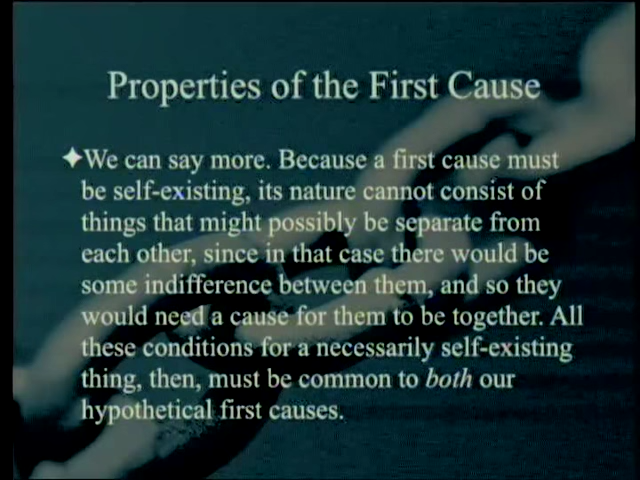 Properties of the First Cause
✦We can say more. Because a first cause must
be self-existing, its nature cannot consist of
things that might possibly be separate from
each other, since in that case there would be
some indifference between them, and so they
would need a cause for them to be together. All
these conditions for a necessarily self-existing
thing, then, must be common to both our
hypothetical first causes.